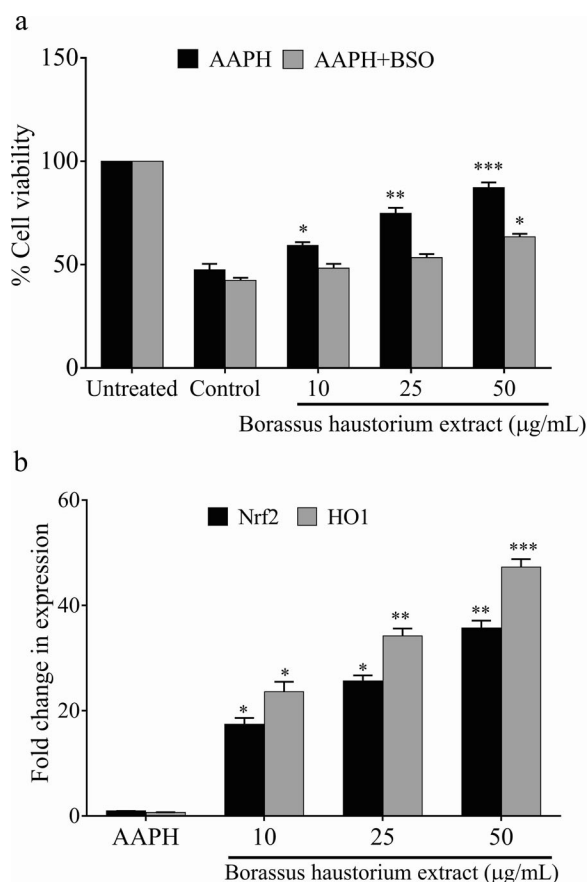 a
150
AAPH AAPH+BSO
100
50
0
% Cell viability
* ** *** *
Untreated Control 10 25 50
Borassus haustorium extract (μg/mL)
b
60
Nrf2 HO1
40
20
0
Fold change in expression
* * * ** ** ***
AAPH 10 25 50
Borassus haustorium extract (μg/mL)